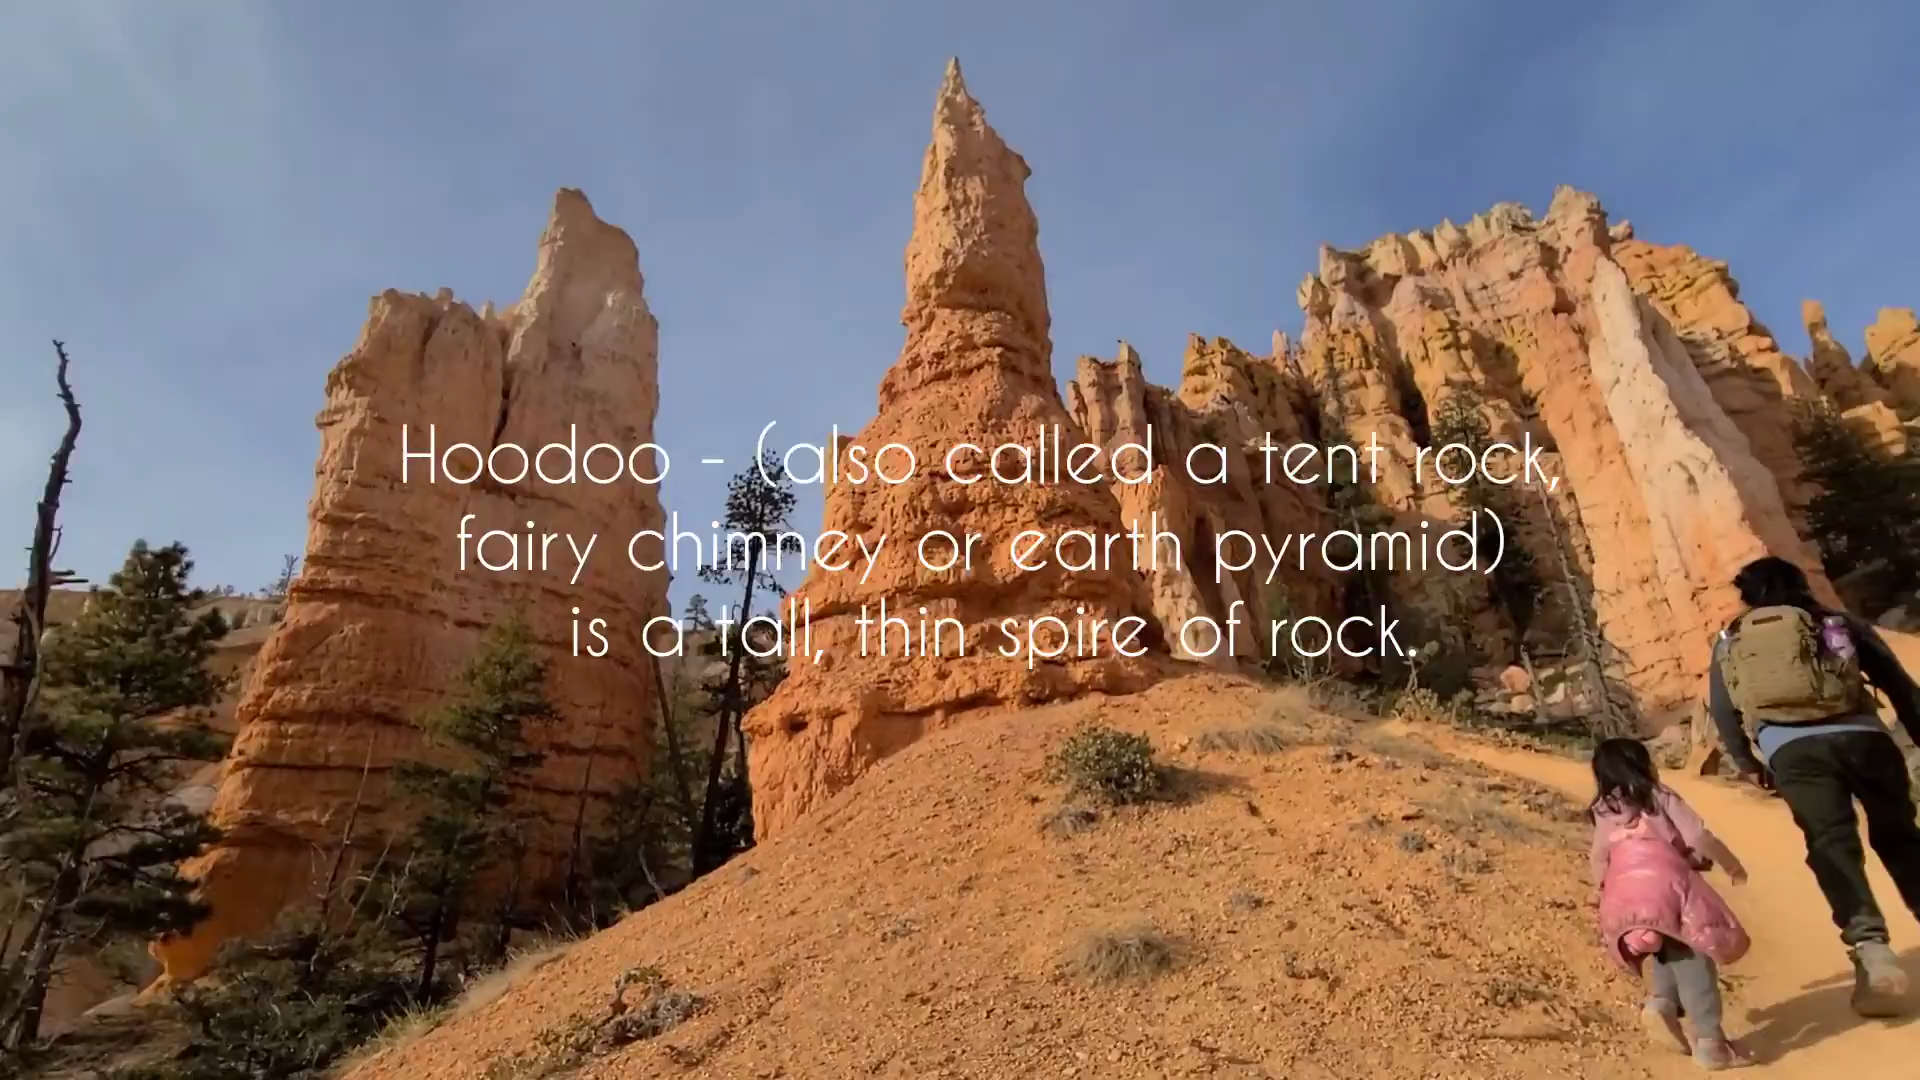 Hoodoo - (also called a tent rock,
fairy chimney or earth pyramid)
is a tall, thin spire of rock.